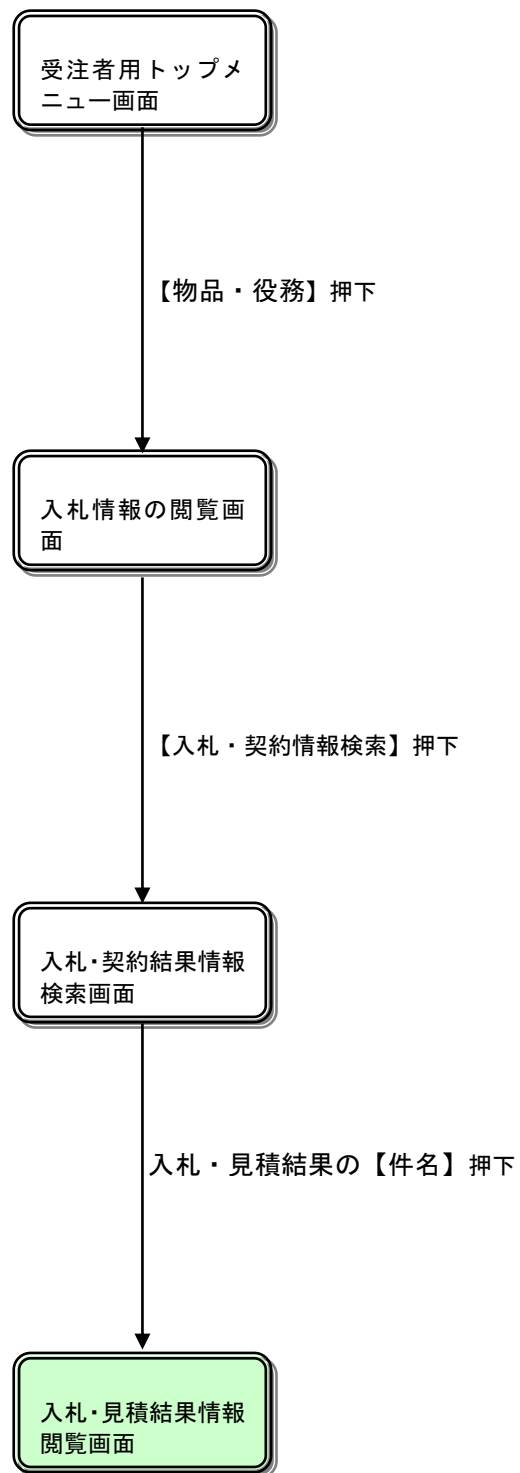 受注者用トップメ
ニュー画面
【物品・役務】押下
入札情報の閲覧画
面
【入札・契約情報検索】押下
入札・契約結果情報
検索画面
入札・見積結果の【件名】押下
入札・見積結果情報
閲覧画面